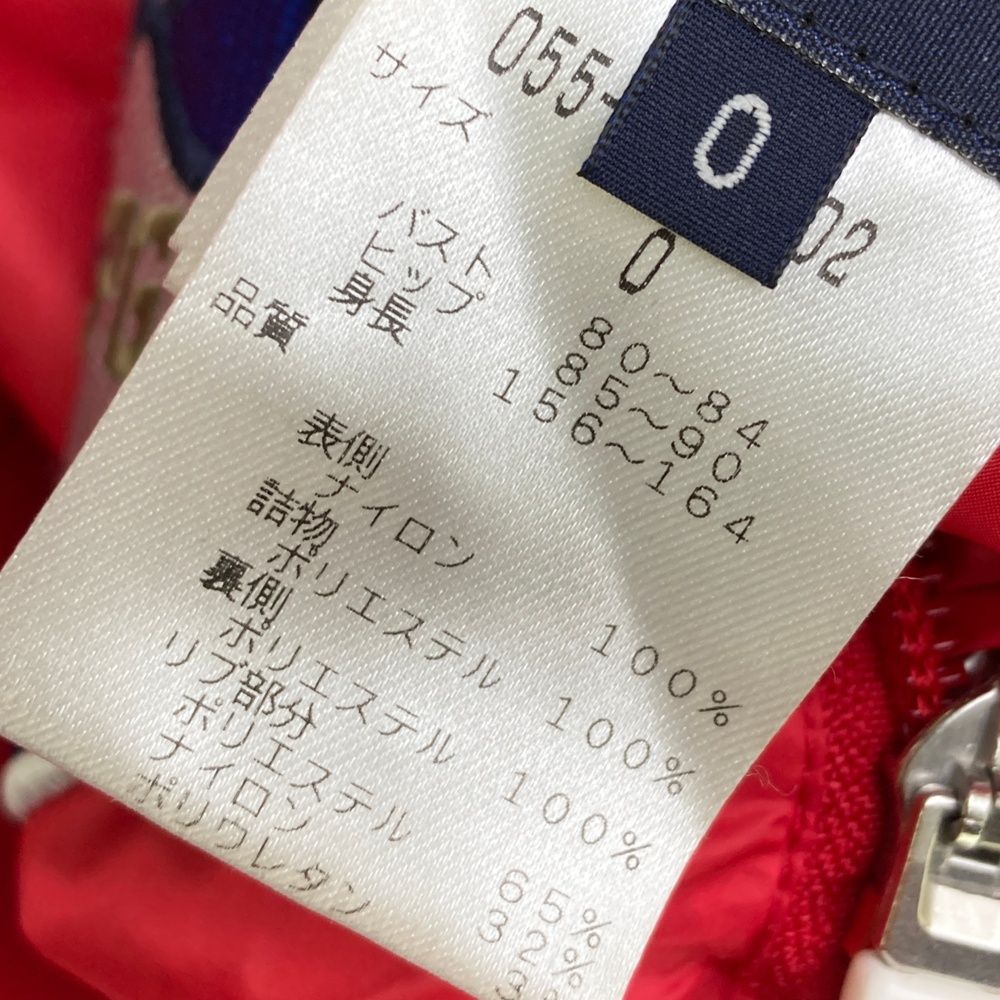 055-
02
0
サイズ 0
バスト 80～84
ヒップ 85～90
身長 156～164
品質
表側
ナイロン 100%
詰物
ポリエステル 100%
裏側
ポリエステル 100%
リブ部分
ポリエステル 65%
ナイロン 32%
ポリウレタン 3%